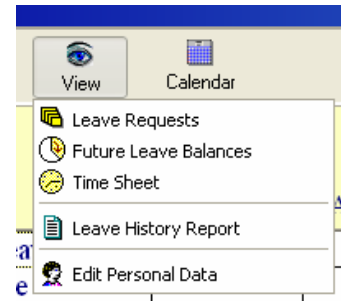 View Calendar
Leave Requests
Future Leave Balances
Time Sheet
Leave History Report
Edit Personal Data